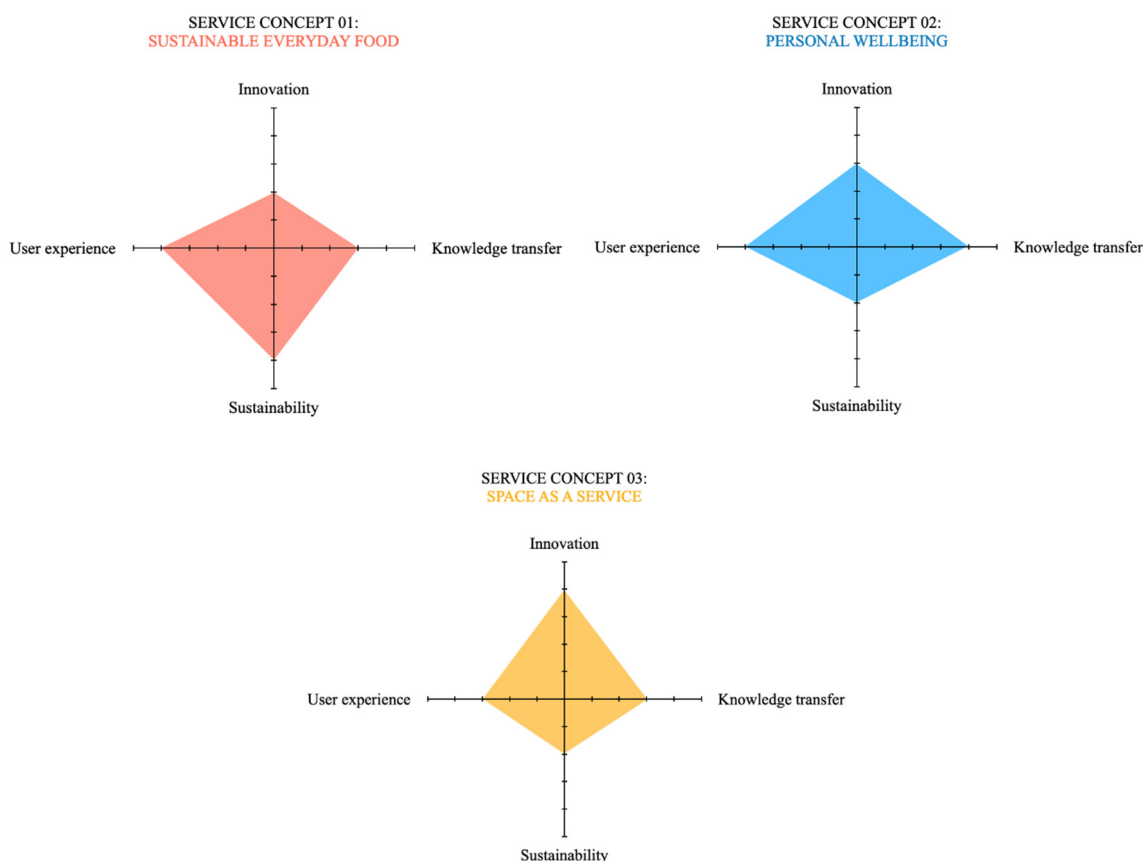 SERVICE CONCEPT 01:
SUSTAINABLE EVERYDAY FOOD
Innovation
User experience
Knowledge transfer
Sustainability
SERVICE CONCEPT 02:
PERSONAL WELLBEING
Innovation
User experience
Knowledge transfer
Sustainability
SERVICE CONCEPT 03:
SPACE AS A SERVICE
Innovation
User experience
Knowledge transfer
Sustainability